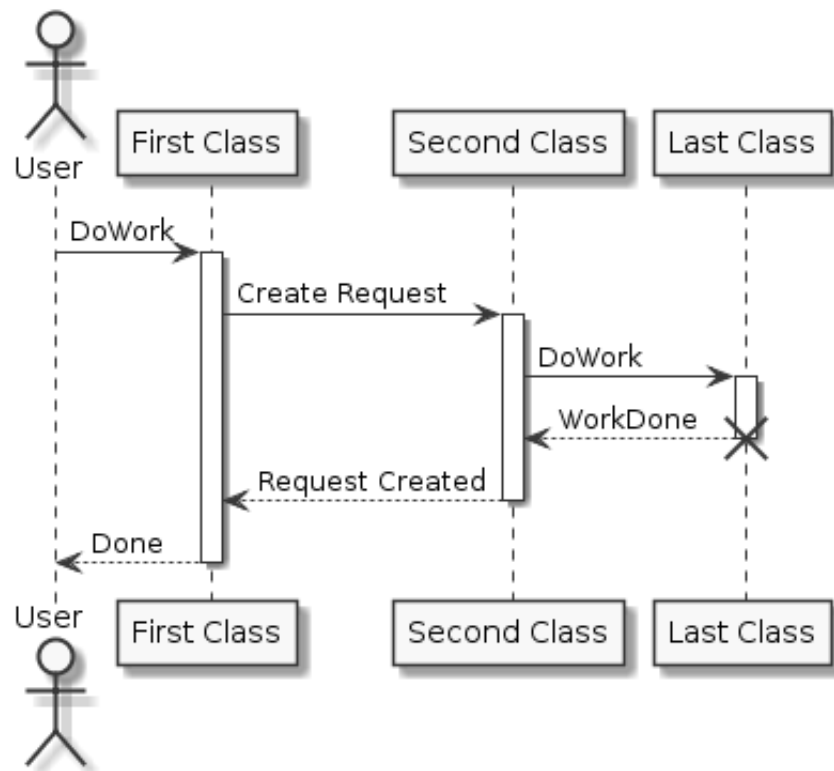 User
First Class
Second Class
Last Class
DoWork
Create Request
DoWork
WorkDone
Request Created
Done
User
First Class
Second Class
Last Class